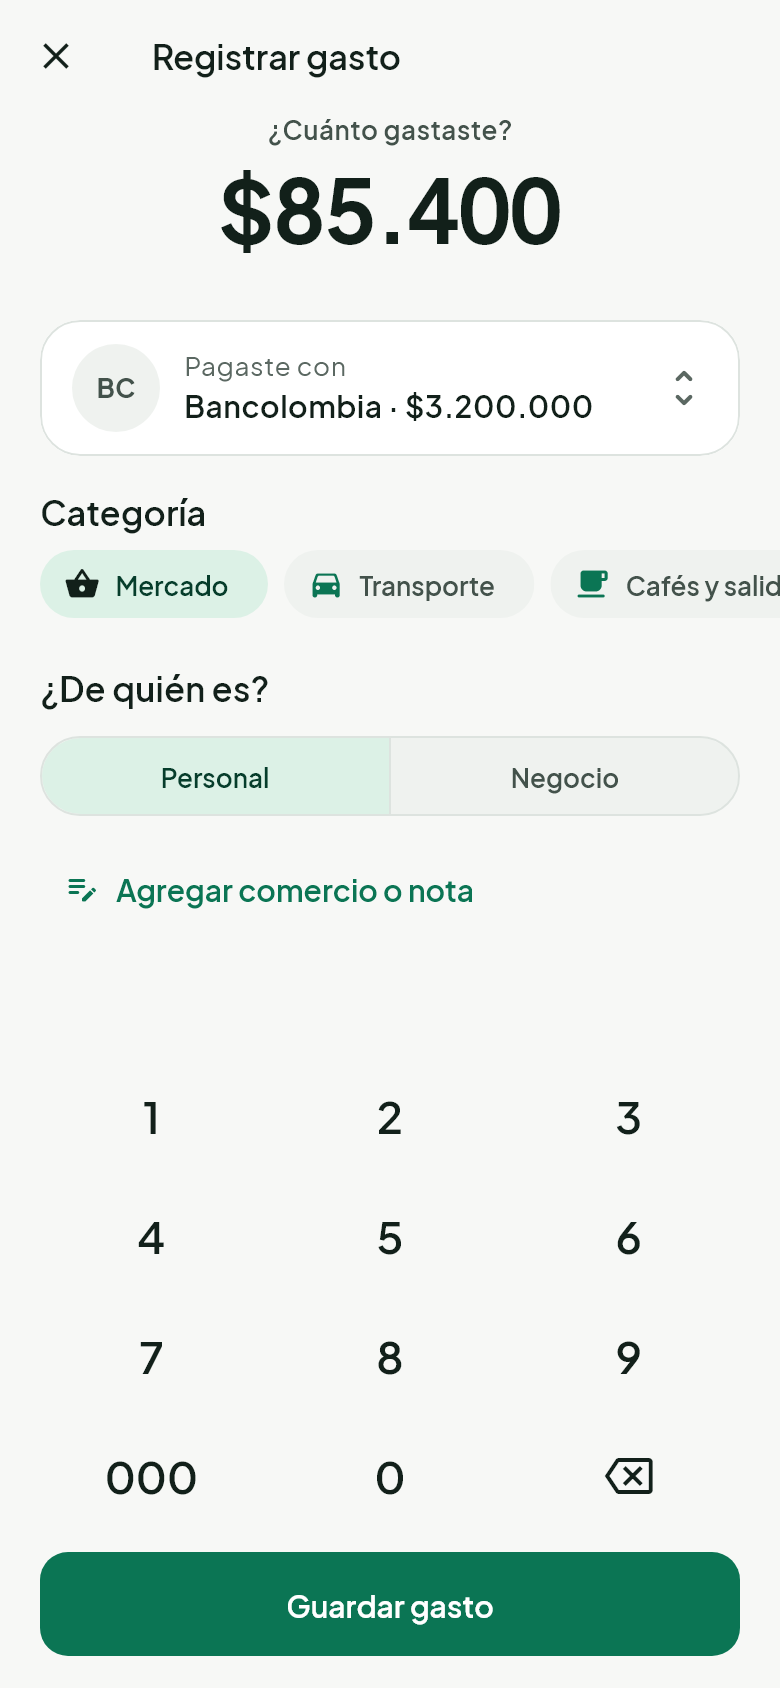 Registrar gasto
¿Cuánto gastaste?
$85.400
BC
Pagaste con
Bancolombia · $3.200.000
Categoría
Mercado
Transporte
Cafés y salid
¿De quién es?
Personal
Negocio
Agregar comercio o nota
1 2 3
4 5 6
7 8 9
000 0
Guardar gasto